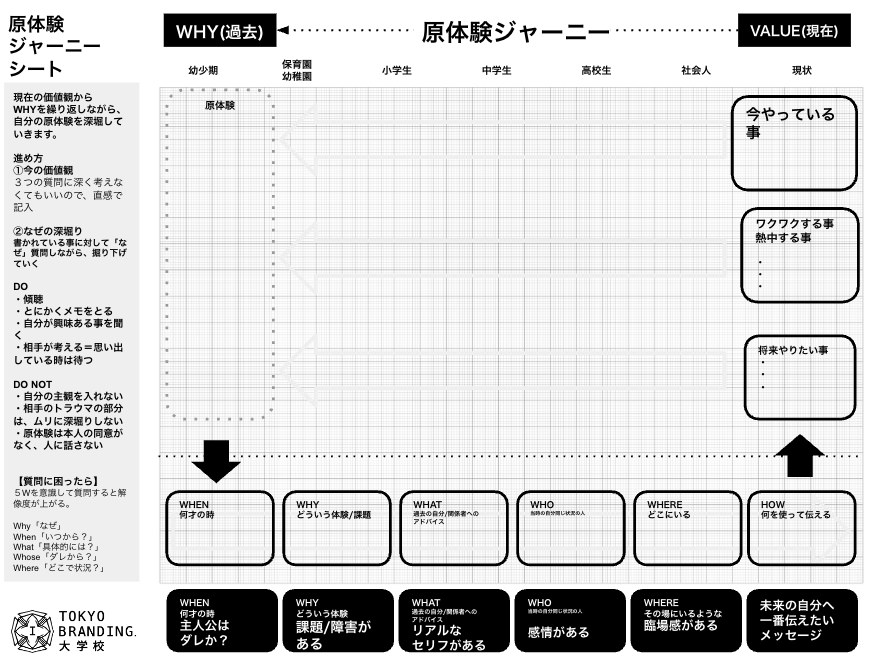 原体験
ジャーニー
シート
WHY(過去)
原体験ジャーニー
VALUE(現在)
幼少期
保育園
幼稚園
小学生
中学生
高校生
社会人
現状
現在の価値観から
WHYを繰り返しながら、
自分の原体験を深堀して
いきます。
進め方
①今の価値観
３つの質問に深く考えな
くてもいいので、直感で
記入
②なぜの深堀り
書かれている事に対して「な
ぜ」質問しながら、掘り下げ
ていく
DO
・傾聴
・とにかくメモをとる
・自分が興味ある事を聞
く
・相手が考える＝思い出
している時は待つ
DO NOT
・自分の主観を入れない
・相手のトラウマの部分
は、ムリに深堀りしない
・原体験は本人の同意が
なく、人に話さない
【質問に困ったら】
５Wを意識して質問すると解
像度が上がる。
Why「なぜ」
When「いつから？」
What「具体的には？」
Whose「ダレから？」
Where「どこで状況？」
原体験
今やっている
事
ワクワクする事
熱中する事
・
・
・
将来やりたい事
・
・
・
WHEN
何才の時
WHY
どういう体験/課題
WHAT
過去の自分/関係者への
アドバイス
WHO
当時の自分同じ状況の人
WHERE
どこにいる
HOW
何を使って伝える
WHEN
何才の時
主人公は
ダレか？
WHY
どういう体験
課題/障害が
ある
WHAT
過去の自分/関係者への
アドバイス
リアルな
セリフがある
WHO
当時の自分同じ状況の人
感情がある
WHERE
その場にいるような
臨場感がある
未来の自分へ
一番伝えたい
メッセージ
TOKYO
BRANDING.
大学校